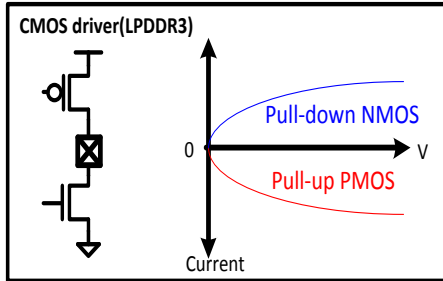 CMOS driver(LPDDR3)
Pull-down NMOS
0
V
Pull-up PMOS
Current